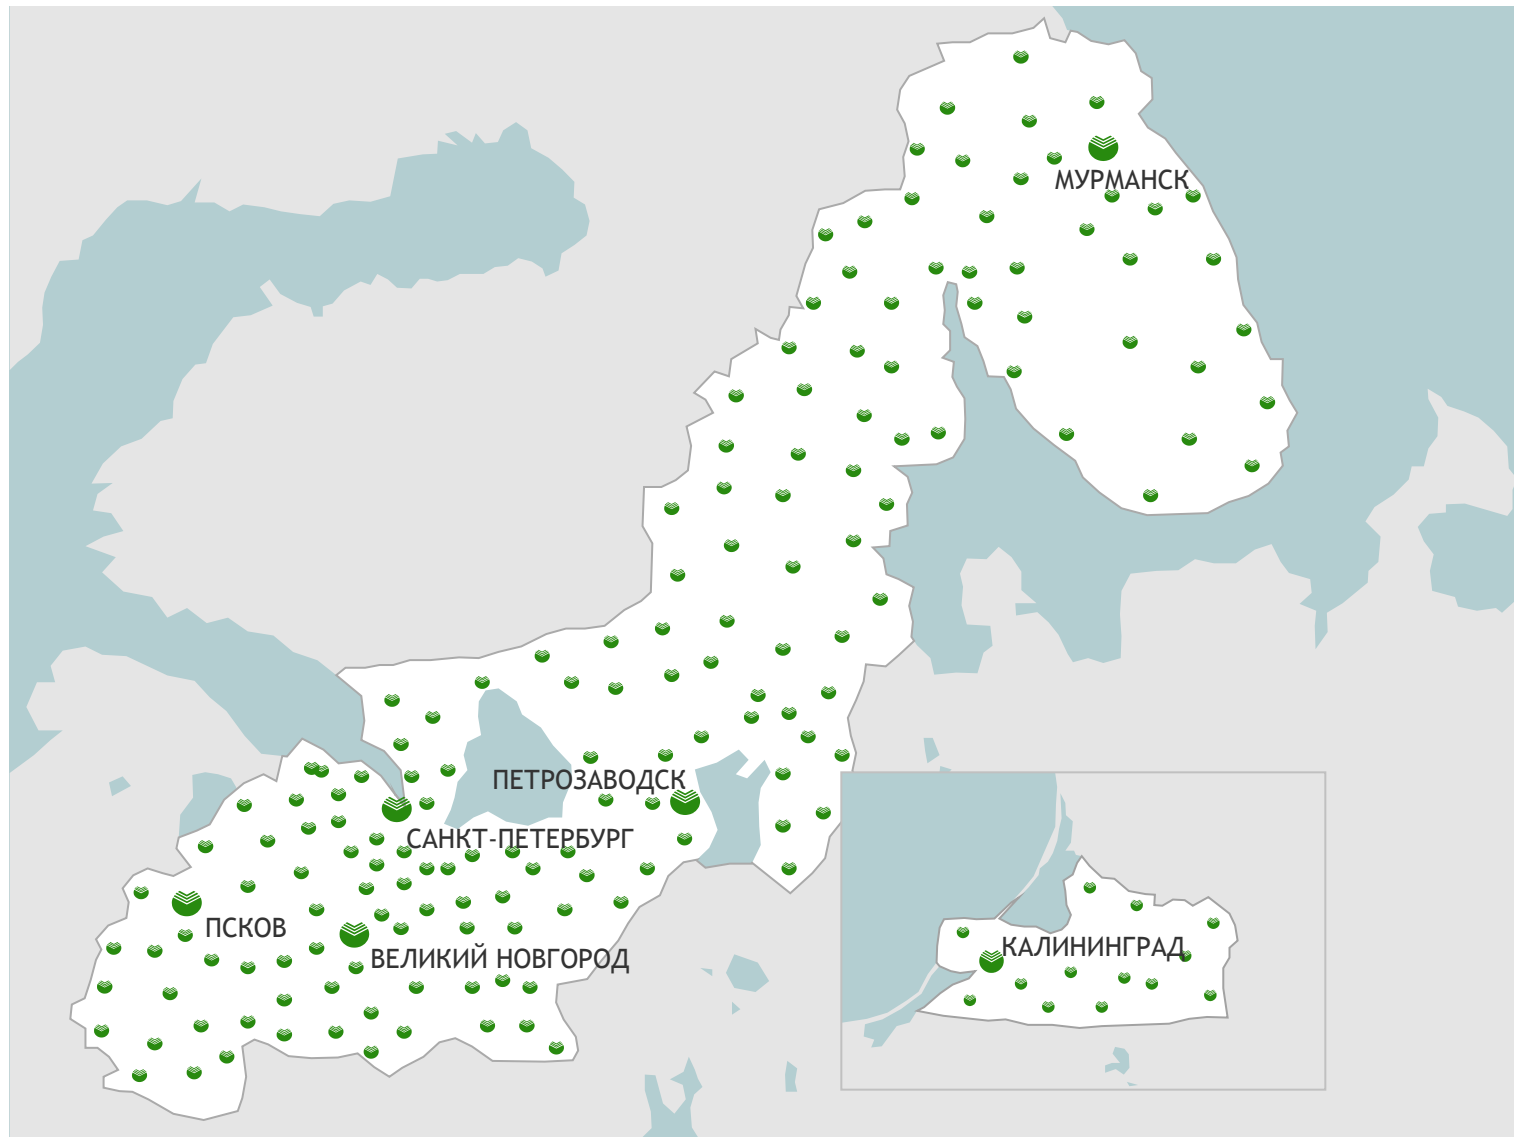 МУРМАНСК
ПЕТРОЗАВОДСК
САНКТ-ПЕТЕРБУРГ
ПСКОВ
ВЕЛИКИЙ НОВГОРОД
КАЛИНИНГРАД